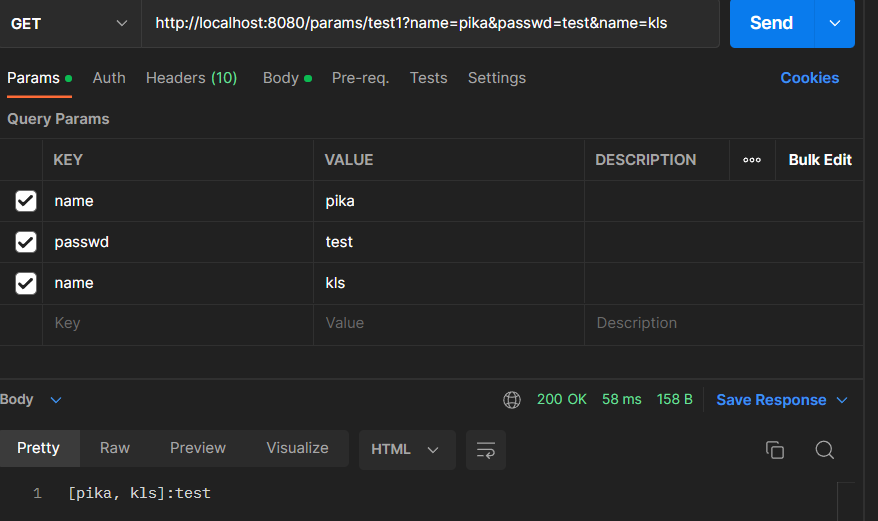 GET http://localhost:8080/params/test1?name=pika&passwd=test&name=kls Send
Params Auth Headers (10) Body Pre-req. Tests Settings Cookies
Query Params
KEY VALUE DESCRIPTION ooo Bulk Edit
name pika
passwd test
name kls
Key Value Description
Body 200 OK 58 ms 158 B Save Response
Pretty Raw Preview Visualize HTML
1 [pika, kls]:test